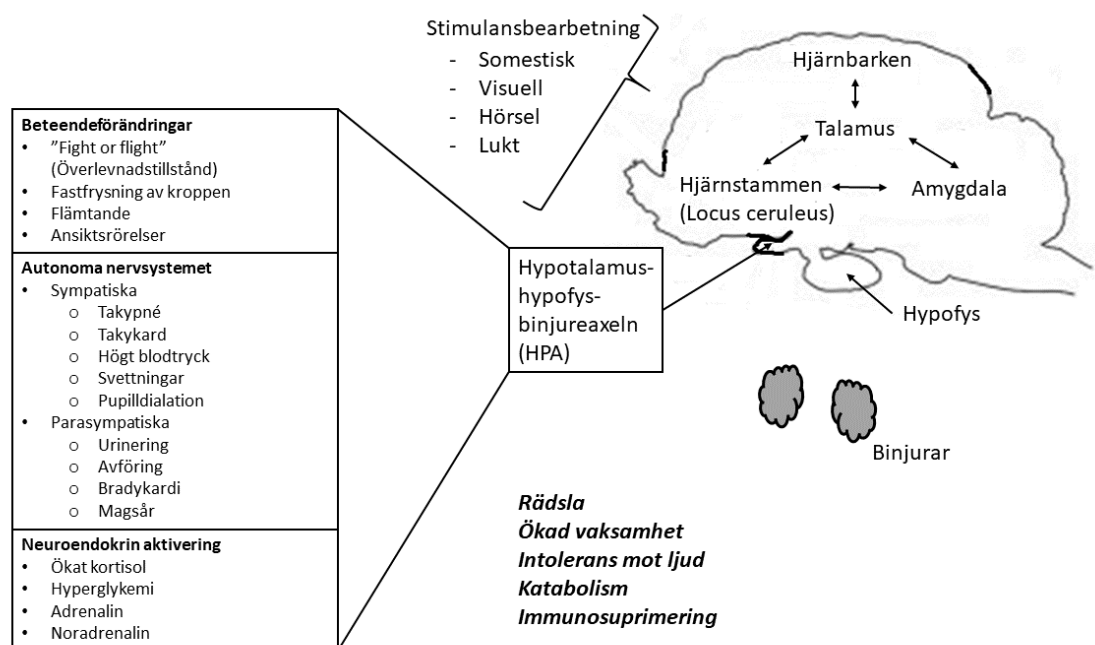 Stimulansbearbetning
- Somestisk
- Visuell
- Hörsel
- Lukt
Hjärnbarken
Talamus
Hjärnstammen
(Locus ceruleus)
Amygdala
Hypofys
Binjurar
Beteendeförändringar
• ”Fight or flight”
(Överlevnadstillstånd)
• Fastfrysning av kroppen
• Flämtande
• Ansiktsrörelser
Autonoma nervsystemet
• Sympatiska
o Takypné
o Takykard
o Högt blodtryck
o Svettningar
o Pupilldialation
• Parasympatiska
o Urinering
o Avföring
o Bradykardi
o Magsår
Neuroendokrin aktivering
• Ökat kortisol
• Hyperglykemi
• Adrenalin
• Noradrenalin
Hypotalamus-
hypofys-
binjureaxeln
(HPA)
Rädsla
Ökad vaksamhet
Intolerans mot ljud
Katabolism
Immunosuprimering